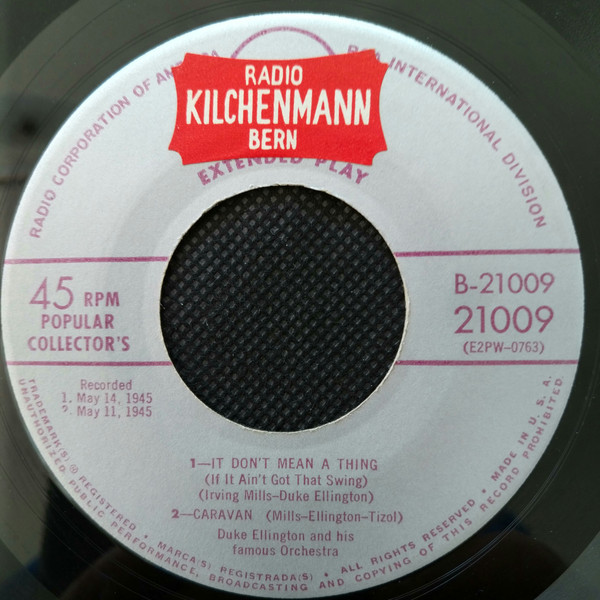 RADIO CORPORATION OF
RADIO
KILCHENMANN
BERN
INTERNATIONAL DIVISION
EXTENDED PLAY
45 RPM
POPULAR
COLLECTOR'S
B-21009
21009
(E2PW-0763)
Recorded
1. May 14, 1945
2. May 11, 1945
1—IT DON'T MEAN A THING
(If It Ain't Got That Swing)
(Irving Mills-Duke Ellington)
2—CARAVAN (Mills-Ellington-Tizol)
Duke Ellington and his
famous Orchestra
TRADEMARK(S) ® REGISTERED • MARCA(S) REGISTRADA(S) • ALL RIGHTS RESERVED • MADE IN U. S. A.
UNAUTHORIZED PUBLIC PERFORMANCE, BROADCASTING AND COPYING OF THIS RECORD PROHIBITED.